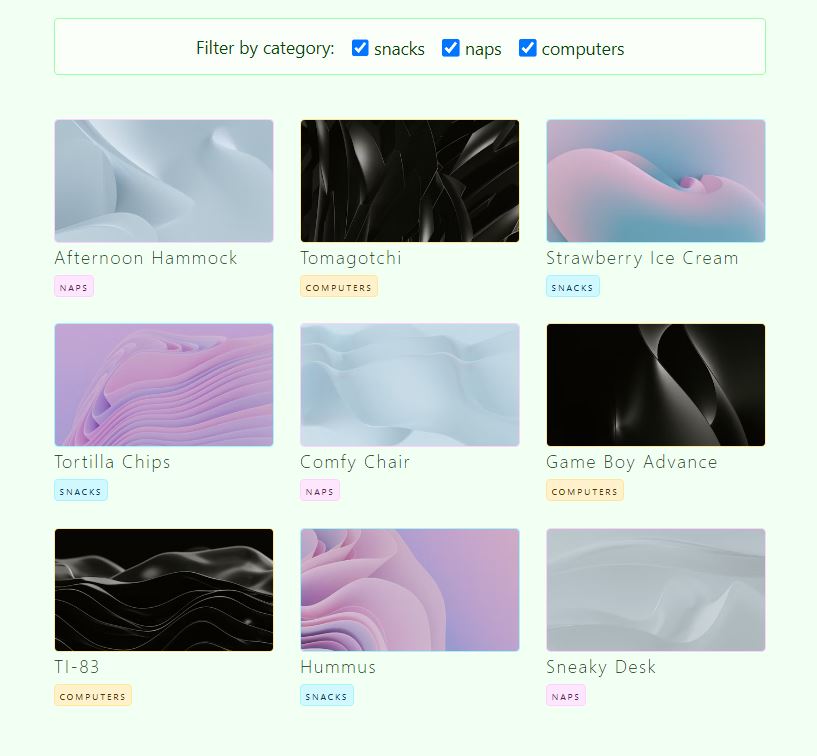 Filter by category: snacks naps computers
Afternoon Hammock
NAPS
Tomagotchi
COMPUTERS
Strawberry Ice Cream
SNACKS
Tortilla Chips
SNACKS
Comfy Chair
NAPS
Game Boy Advance
COMPUTERS
TI-83
COMPUTERS
Hummus
SNACKS
Sneaky Desk
NAPS